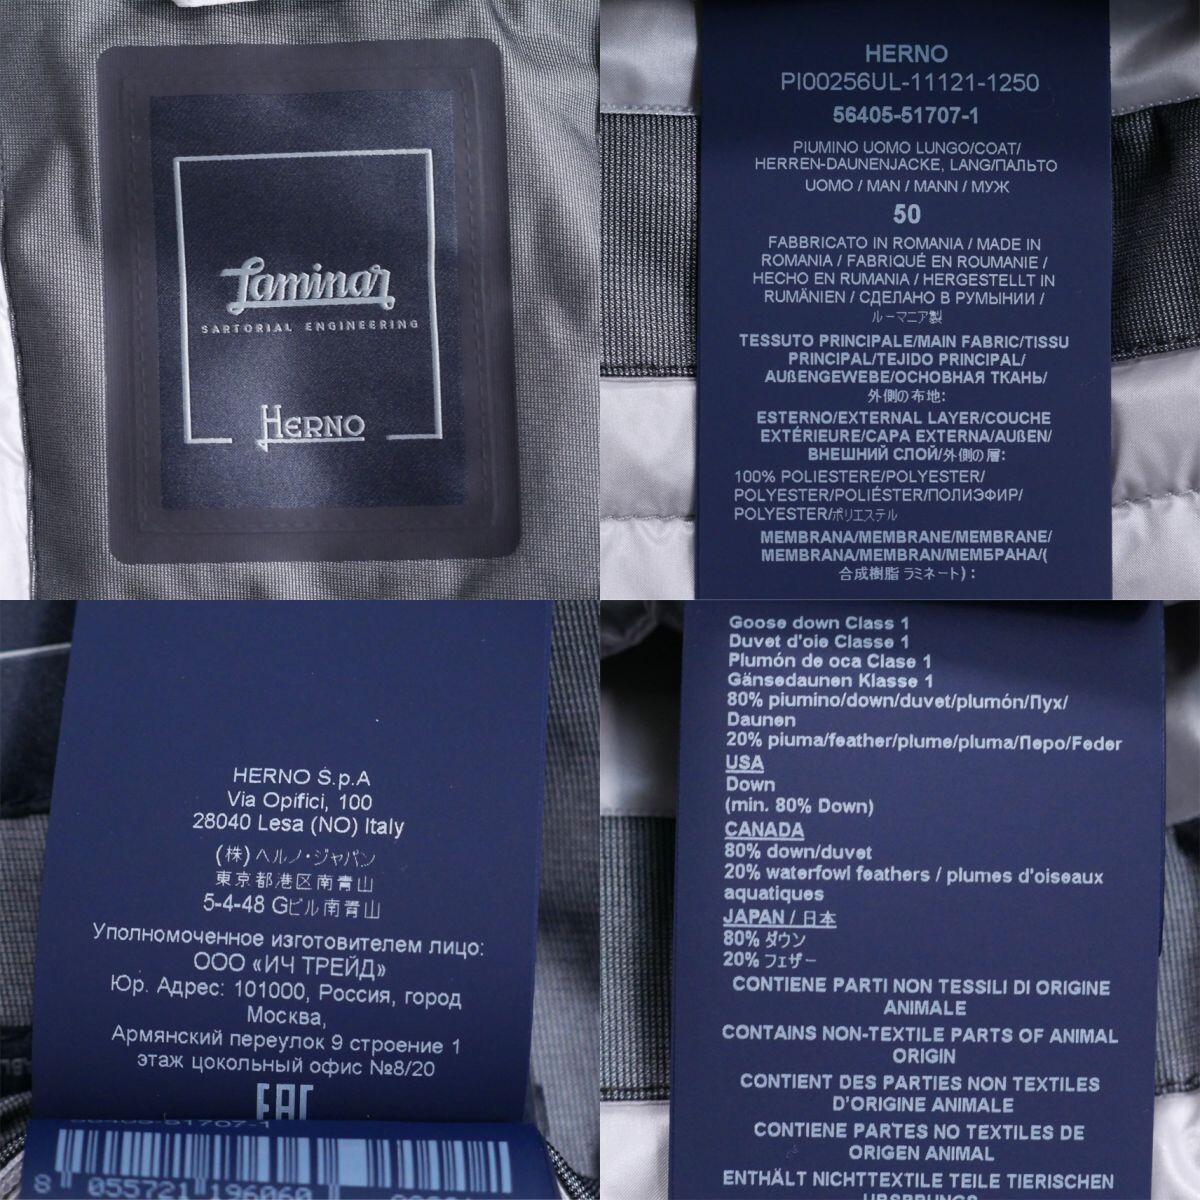 Laminar
SARTORIAL ENGINEERING
HERNO
HERNO
PI00256UL-11121-1250
56405-51707-1
PIUMINO UOMO LUNGO/COAT/
HERREN-DAUNENJACKE, LANG/ПАЛЬТО
UOMO / MAN / MANN / МУЖ
50
FABBRICATO IN ROMANIA / MADE IN
ROMANIA / FABRIQUÉ EN ROUMANIE /
HECHO EN RUMANIA / HERGESTELLT IN
RUMÄNIEN / СДЕЛАНО В РУМЫНИИ /
ルーマニア製
TESSUTO PRINCIPALE/MAIN FABRIC/TISSU
PRINCIPAL/TEJIDO PRINCIPAL/
AUßENGEWEBE/ОСНОВНАЯ ТКАНЬ/
外側の布地:
ESTERNO/EXTERNAL LAYER/COUCHE
EXTÉRIEURE/CAPA EXTERNA/AUßEN/
ВНЕШНИЙ СЛОЙ/外側の層:
100% POLIESTERE/POLYESTER/
POLYESTER/POLIÉSTER/ПОЛИЭФИР/
POLYESTER/ポリエステル
MEMBRANA/MEMBRANE/MEMBRANE/
MEMBRANA/MEMBRAN/МЕМБРАНА/(
合成樹脂 ラミネート) :
HERNO S.p.A
Via Opifici, 100
28040 Lesa (NO) Italy
(株) ヘルノ・ジャパン
東京都港区南青山
5-4-48 Gビル南青山
Уполномоченное изготовителем лицо:
ООО «ИЧ ТРЕЙД»
Юр. Адрес: 101000, Россия, город
Москва,
Армянский переулок 9 строение 1
этаж цокольный офис №8/20
EAC
56405-51707-1
8 055721 196060
Goose down Class 1
Duvet d'oie Classe 1
Plumón de oca Clase 1
Gänsedaunen Klasse 1
80% piumino/down/duvet/plumón/Пух/
Daunen
20% piuma/feather/plume/pluma/Перо/Feder
USA
Down
(min. 80% Down)
CANADA
80% down/duvet
20% waterfowl feathers / plumes d'oiseaux
aquatiques
JAPAN / 日本
80% ダウン
20% フェザー
CONTIENE PARTI NON TESSILI DI ORIGINE
ANIMALE
CONTAINS NON-TEXTILE PARTS OF ANIMAL
ORIGIN
CONTIENT DES PARTIES NON TEXTILES
D'ORIGINE ANIMALE
CONTIENE PARTES NO TEXTILES DE
ORIGEN ANIMAL
ENTHÄLT NICHTTEXTILE TEILE TIERISCHEN
URSPRUNGS